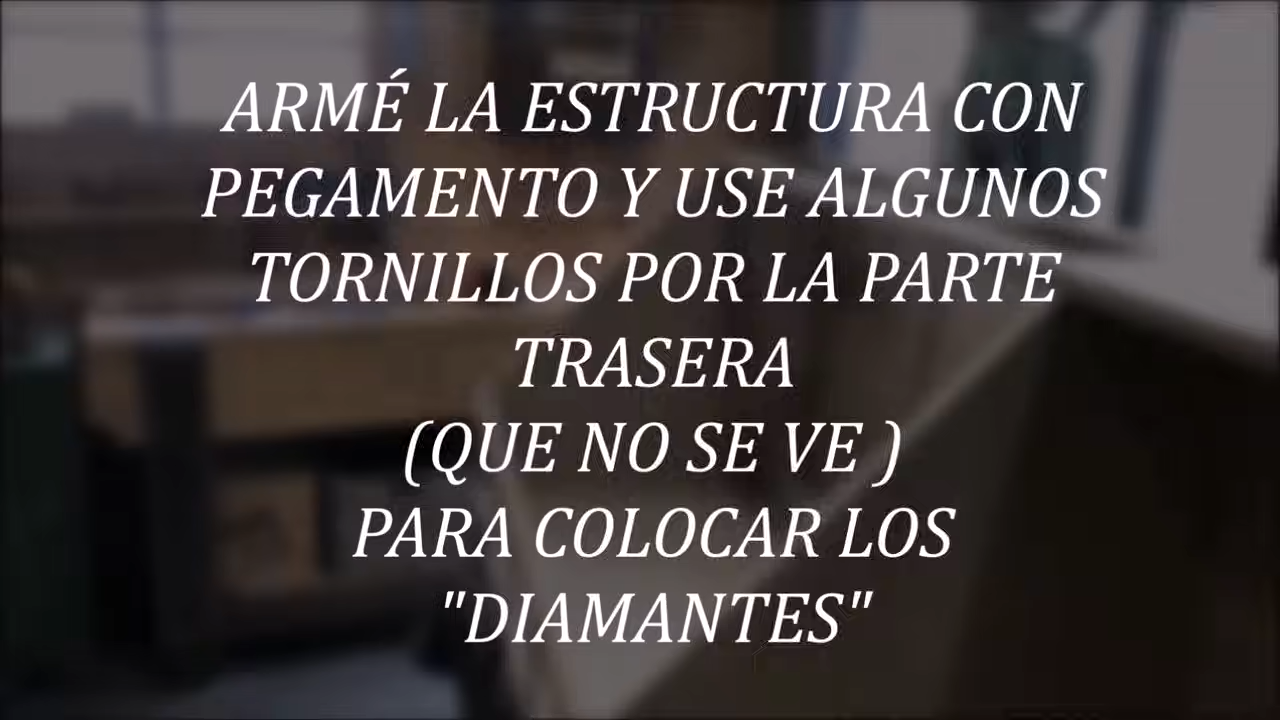 ARMÉ LA ESTRUCTURA CON
PEGAMENTO Y USE ALGUNOS
TORNILLOS POR LA PARTE
TRASERA
(QUE NO SE VE )
PARA COLOCAR LOS
"DIAMANTES"